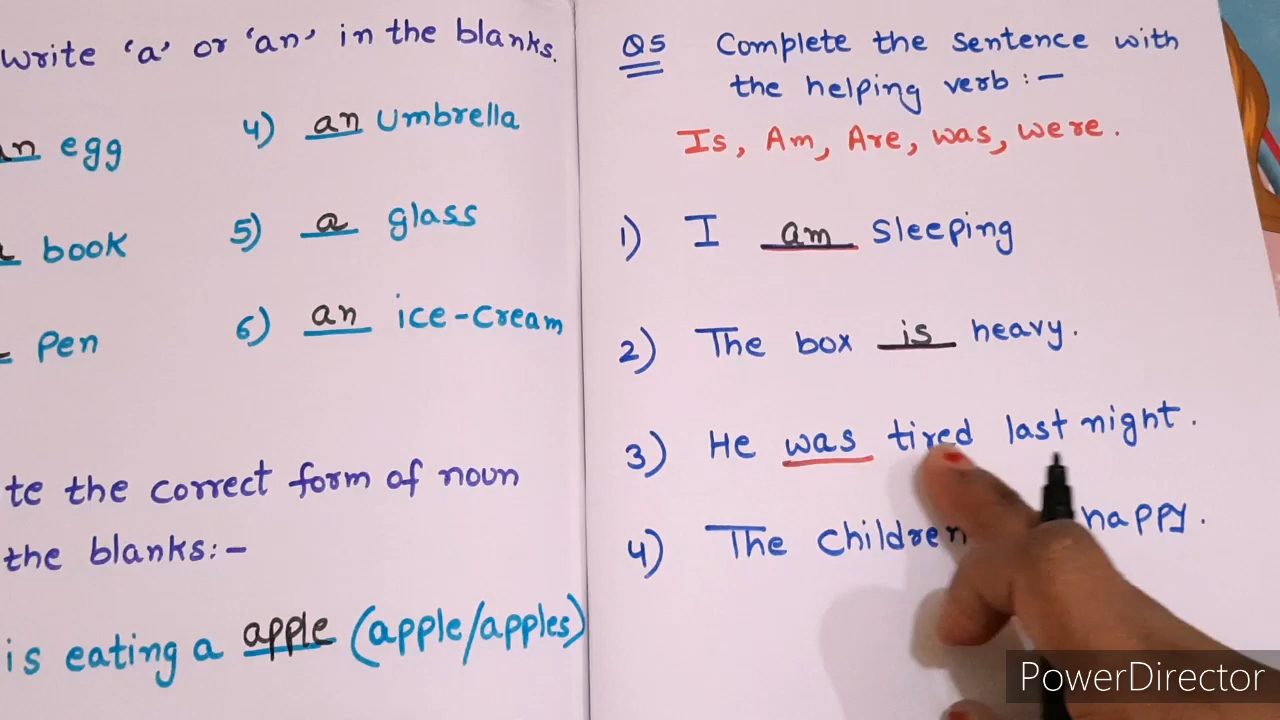 write 'a' or 'an' in the blanks.
an egg
4) an Umbrella
book
5) a glass
Pen
6) an ice-cream
te the correct form of noun
the blanks:-
is eating a apple (apple/apples)
Q5 Complete the sentence with
the helping verb :-
Is, Am, Are, was, were.
1) I am sleeping
2) The box is heavy.
3) He was tired last night.
4) The children happy.
PowerDirector